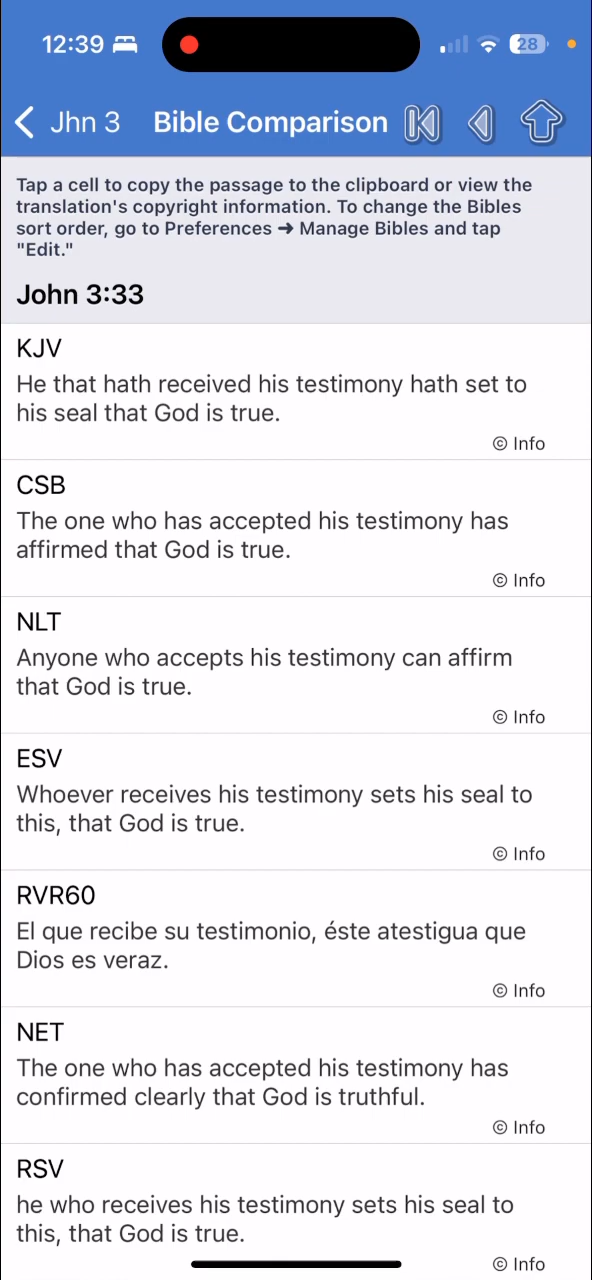 12:39
28
Jhn 3 Bible Comparison
Tap a cell to copy the passage to the clipboard or view the
translation's copyright information. To change the Bibles
sort order, go to Preferences ➜ Manage Bibles and tap
"Edit."
John 3:33
KJV
He that hath received his testimony hath set to
his seal that God is true.
© Info
CSB
The one who has accepted his testimony has
affirmed that God is true.
© Info
NLT
Anyone who accepts his testimony can affirm
that God is true.
© Info
ESV
Whoever receives his testimony sets his seal to
this, that God is true.
© Info
RVR60
El que recibe su testimonio, éste atestigua que
Dios es veraz.
© Info
NET
The one who has accepted his testimony has
confirmed clearly that God is truthful.
© Info
RSV
he who receives his testimony sets his seal to
this, that God is true.
© Info